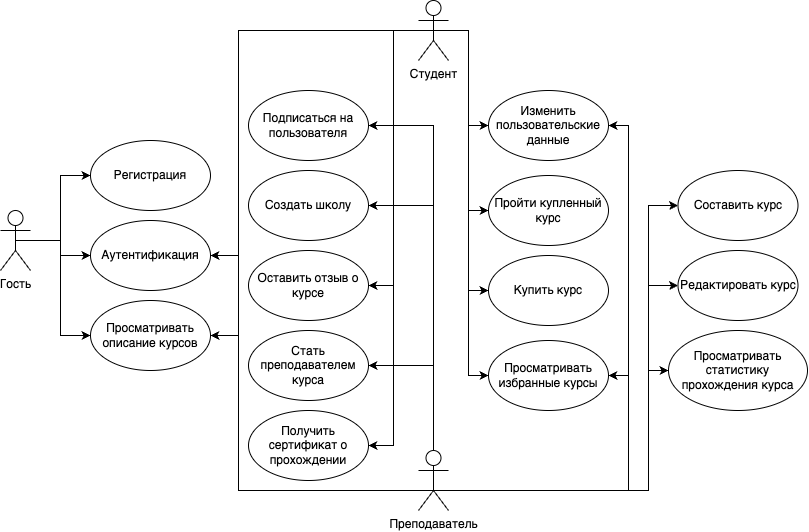 Студент
Подписаться на
пользователя
Изменить
пользовательские
данные
Регистрация
Создать школу
Пройти купленный
курс
Составить курс
Гость
Аутентификация
Оставить отзыв о
курсе
Купить курс
Редактировать курс
Просматривать
описание курсов
Стать
преподавателем
курса
Просматривать
избранные курсы
Просматривать
статистику
прохождения курса
Получить
сертификат о
прохождении
Преподаватель